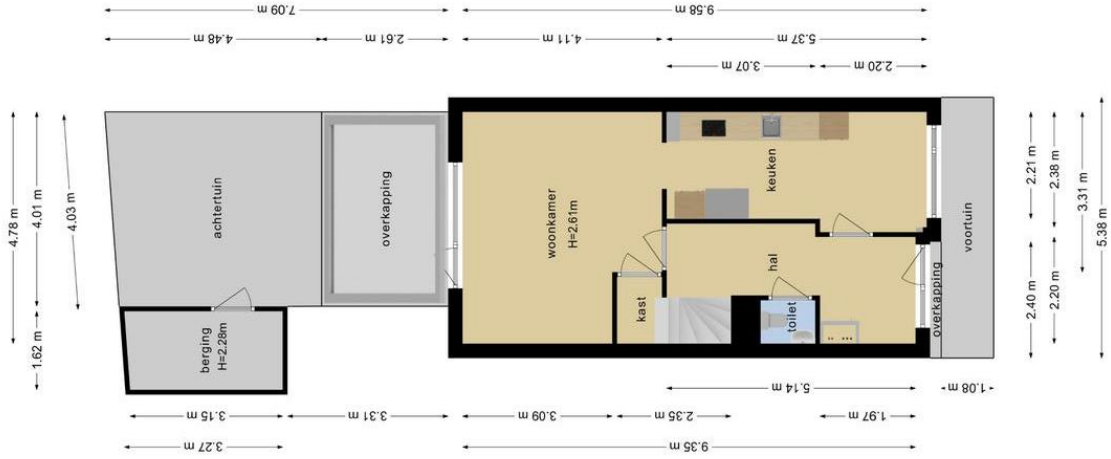 7.09 m
9.58 m
4.48 m
2.61 m
4.11 m
5.37 m
3.07 m
2.20 m
4.78 m
4.01 m
4.03 m
1.62 m
achtertuin
overkapping
woonkamer
H=2.61m
keuken
hal
kast
toilet
overkapping
voortuin
berging
H=2.28m
2.21 m
2.38 m
3.31 m
5.38 m
2.40 m
2.20 m
5.14 m
1.08 m
3.15 m
3.31 m
3.09 m
2.35 m
1.97 m
3.27 m
9.35 m